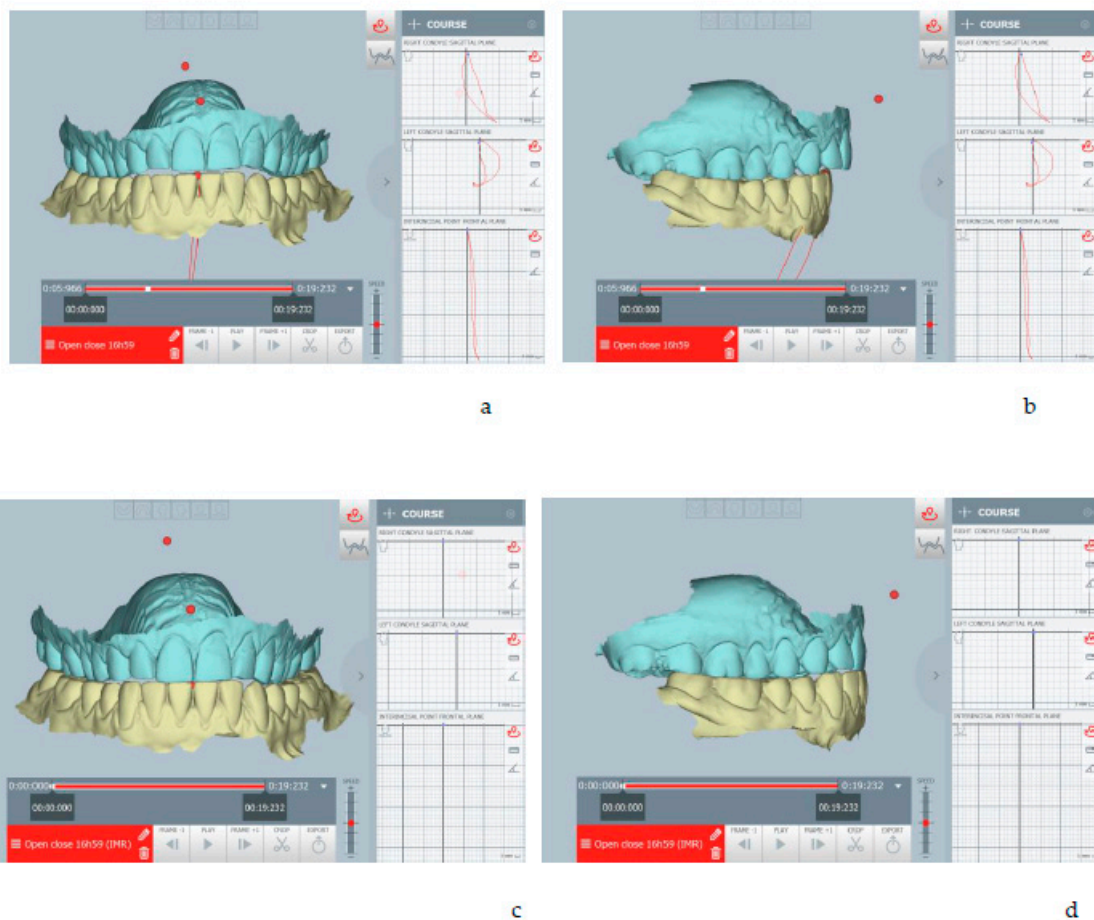 COURSE
RIGHT CONDYLE SAGITTAL PLANE
LEFT CONDYLE SAGITTAL PLANE
INTERINCISAL POINT FRONTAL PLANE
0:05:966
0:19:232
SPEED
00:00:000
00:19:232
Open close 16h59
FRAME -1
PLAY
FRAME +1
CROP
EXPORT
a
COURSE
RIGHT CONDYLE SAGITTAL PLANE
LEFT CONDYLE SAGITTAL PLANE
INTERINCISAL POINT FRONTAL PLANE
0:05:966
0:19:232
SPEED
00:00:000
00:19:232
Open close 16h59
FRAME -1
PLAY
FRAME +1
CROP
EXPORT
b
COURSE
RIGHT CONDYLE SAGITTAL PLANE
LEFT CONDYLE SAGITTAL PLANE
INTERINCISAL POINT FRONTAL PLANE
0:00:000
0:19:232
SPEED
00:00:000
00:19:232
Open close 16h59 (IMR)
FRAME -1
PLAY
FRAME +1
CROP
EXPORT
c
COURSE
RIGHT CONDYLE SAGITTAL PLANE
LEFT CONDYLE SAGITTAL PLANE
INTERINCISAL POINT FRONTAL PLANE
0:00:000
0:19:232
SPEED
00:00:000
00:19:232
Open close 16h59 (IMR)
FRAME -1
PLAY
FRAME +1
CROP
EXPORT
d